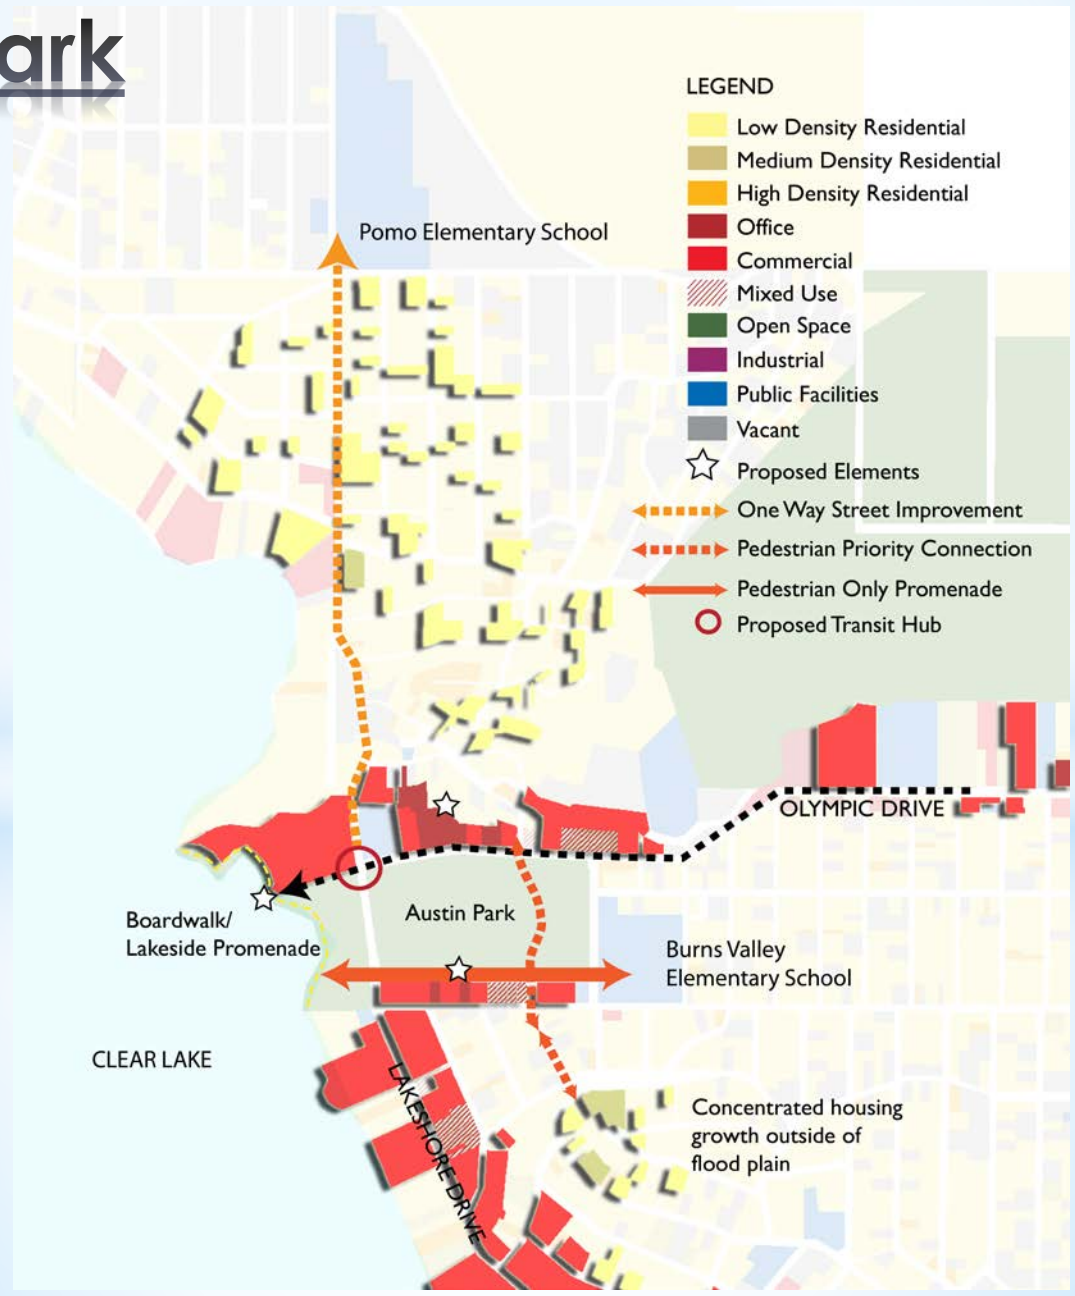 ark
LEGEND
Low Density Residential
Medium Density Residential
High Density Residential
Office
Commercial
Mixed Use
Open Space
Industrial
Public Facilities
Vacant
Proposed Elements
One Way Street Improvement
Pedestrian Priority Connection
Pedestrian Only Promenade
Proposed Transit Hub
Pomo Elementary School
OLYMPIC DRIVE
Austin Park
Boardwalk/
Lakeside Promenade
Burns Valley
Elementary School
CLEAR LAKE
LAKESHORE DRIVE
Concentrated housing
growth outside of
flood plain